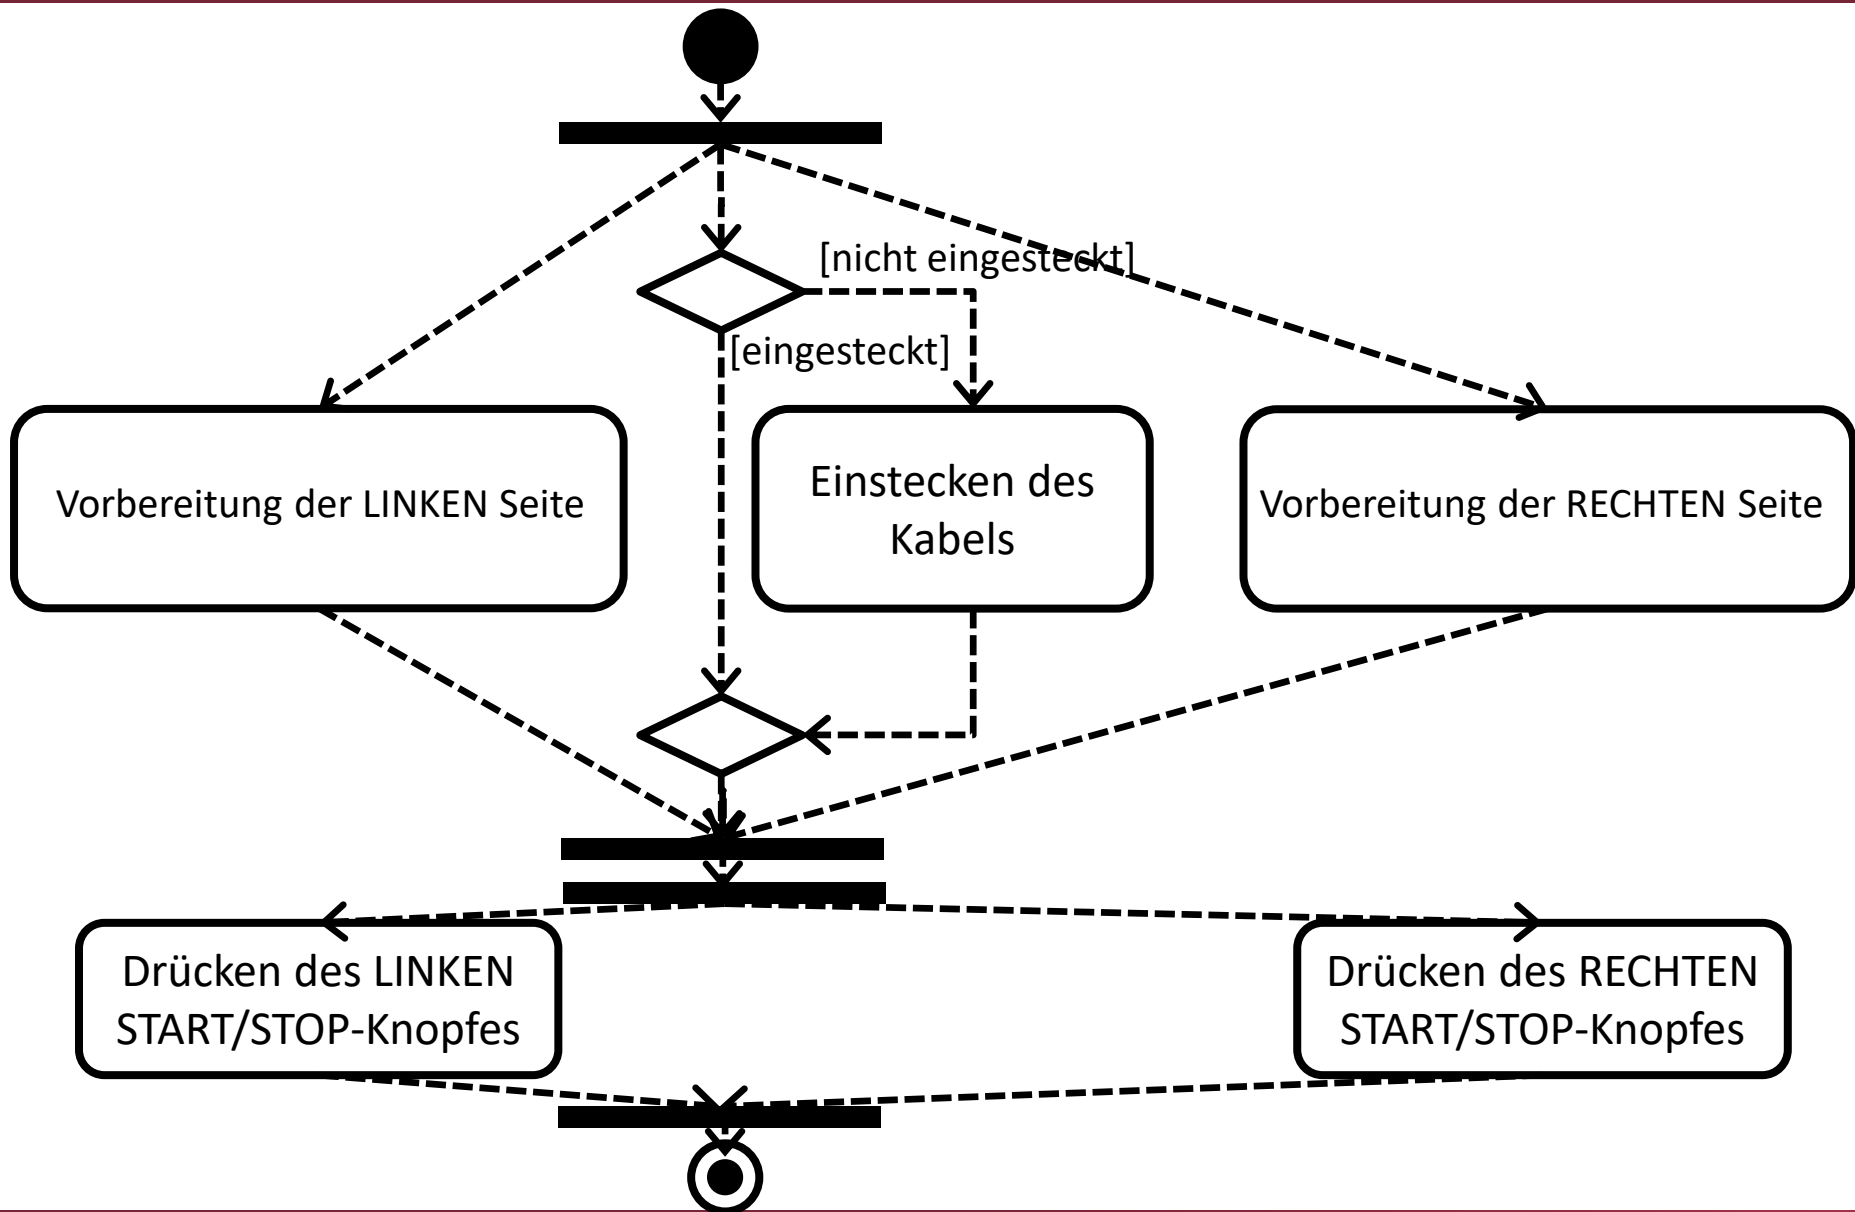 [nicht eingesteckt]
[eingesteckt]
Vorbereitung der LINKEN Seite
Einstecken des
Kabels
Vorbereitung der RECHTEN Seite
Drücken des LINKEN
START/STOP-Knopfes
Drücken des RECHTEN
START/STOP-Knopfes